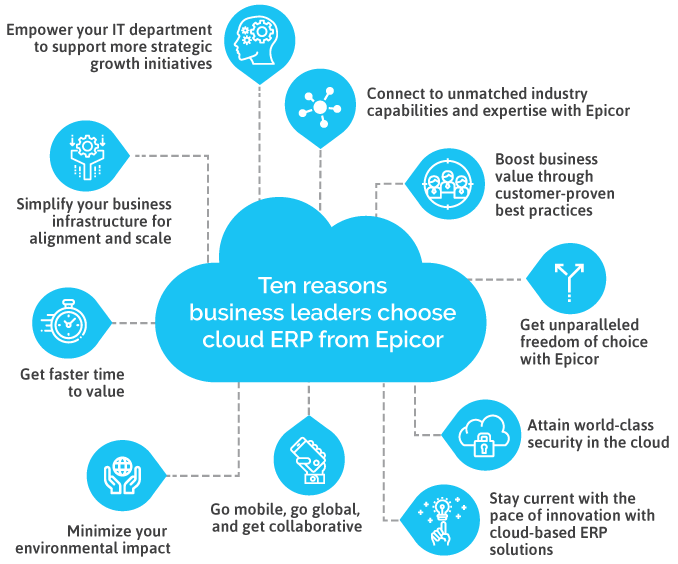 Empower your IT department
to support more strategic
growth initiatives
Connect to unmatched industry
capabilities and expertise with Epicor
Boost business
value through
customer-proven
best practices
Simplify your business
infrastructure for
alignment and scale
Ten reasons
business leaders choose
cloud ERP from Epicor
Get unparalleled
freedom of choice
with Epicor
Get faster time
to value
Attain world-class
security in the cloud
Minimize your
environmental impact
Go mobile, go global,
and get collaborative
Stay current with the
pace of innovation with
cloud-based ERP
solutions